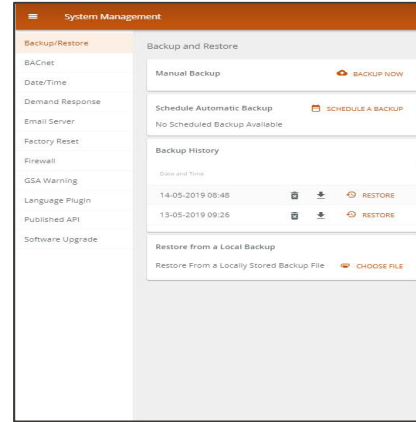 System Management
Backup/Restore
BACnet
Date/Time
Demand Response
Email Server
Factory Reset
Firewall
GSA Warning
Language Plugin
Published API
Software Upgrade
Backup and Restore
Manual Backup
BACKUP NOW
Schedule Automatic Backup
SCHEDULE A BACKUP
No Scheduled Backup Available
Backup History
Date and Time
14-05-2019 08:48 RESTORE
13-05-2019 09:26 RESTORE
Restore from a Local Backup
Restore From a Locally Stored Backup File CHOOSE FILE